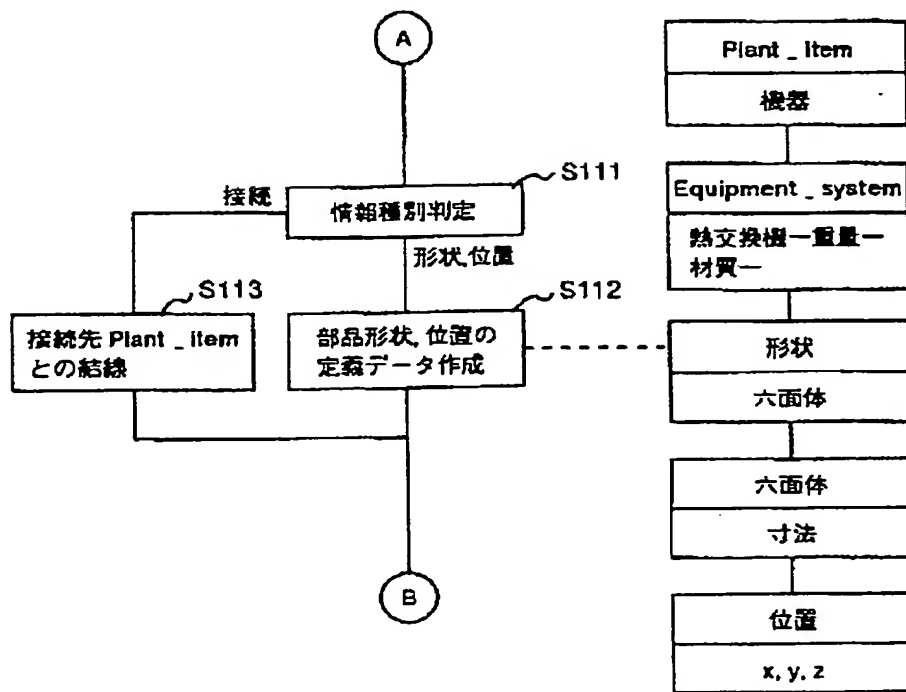 A
S111
接続
情報種別判定
形状,位置
S113
接続先 Plant _ item
との結線
S112
部品形状,位置の
定義データ作成
B
Plant _ item
機器
Equipment _ system
熱交換機ー重量ー
材質ー
形状
六面体
六面体
寸法
位置
x, y, z